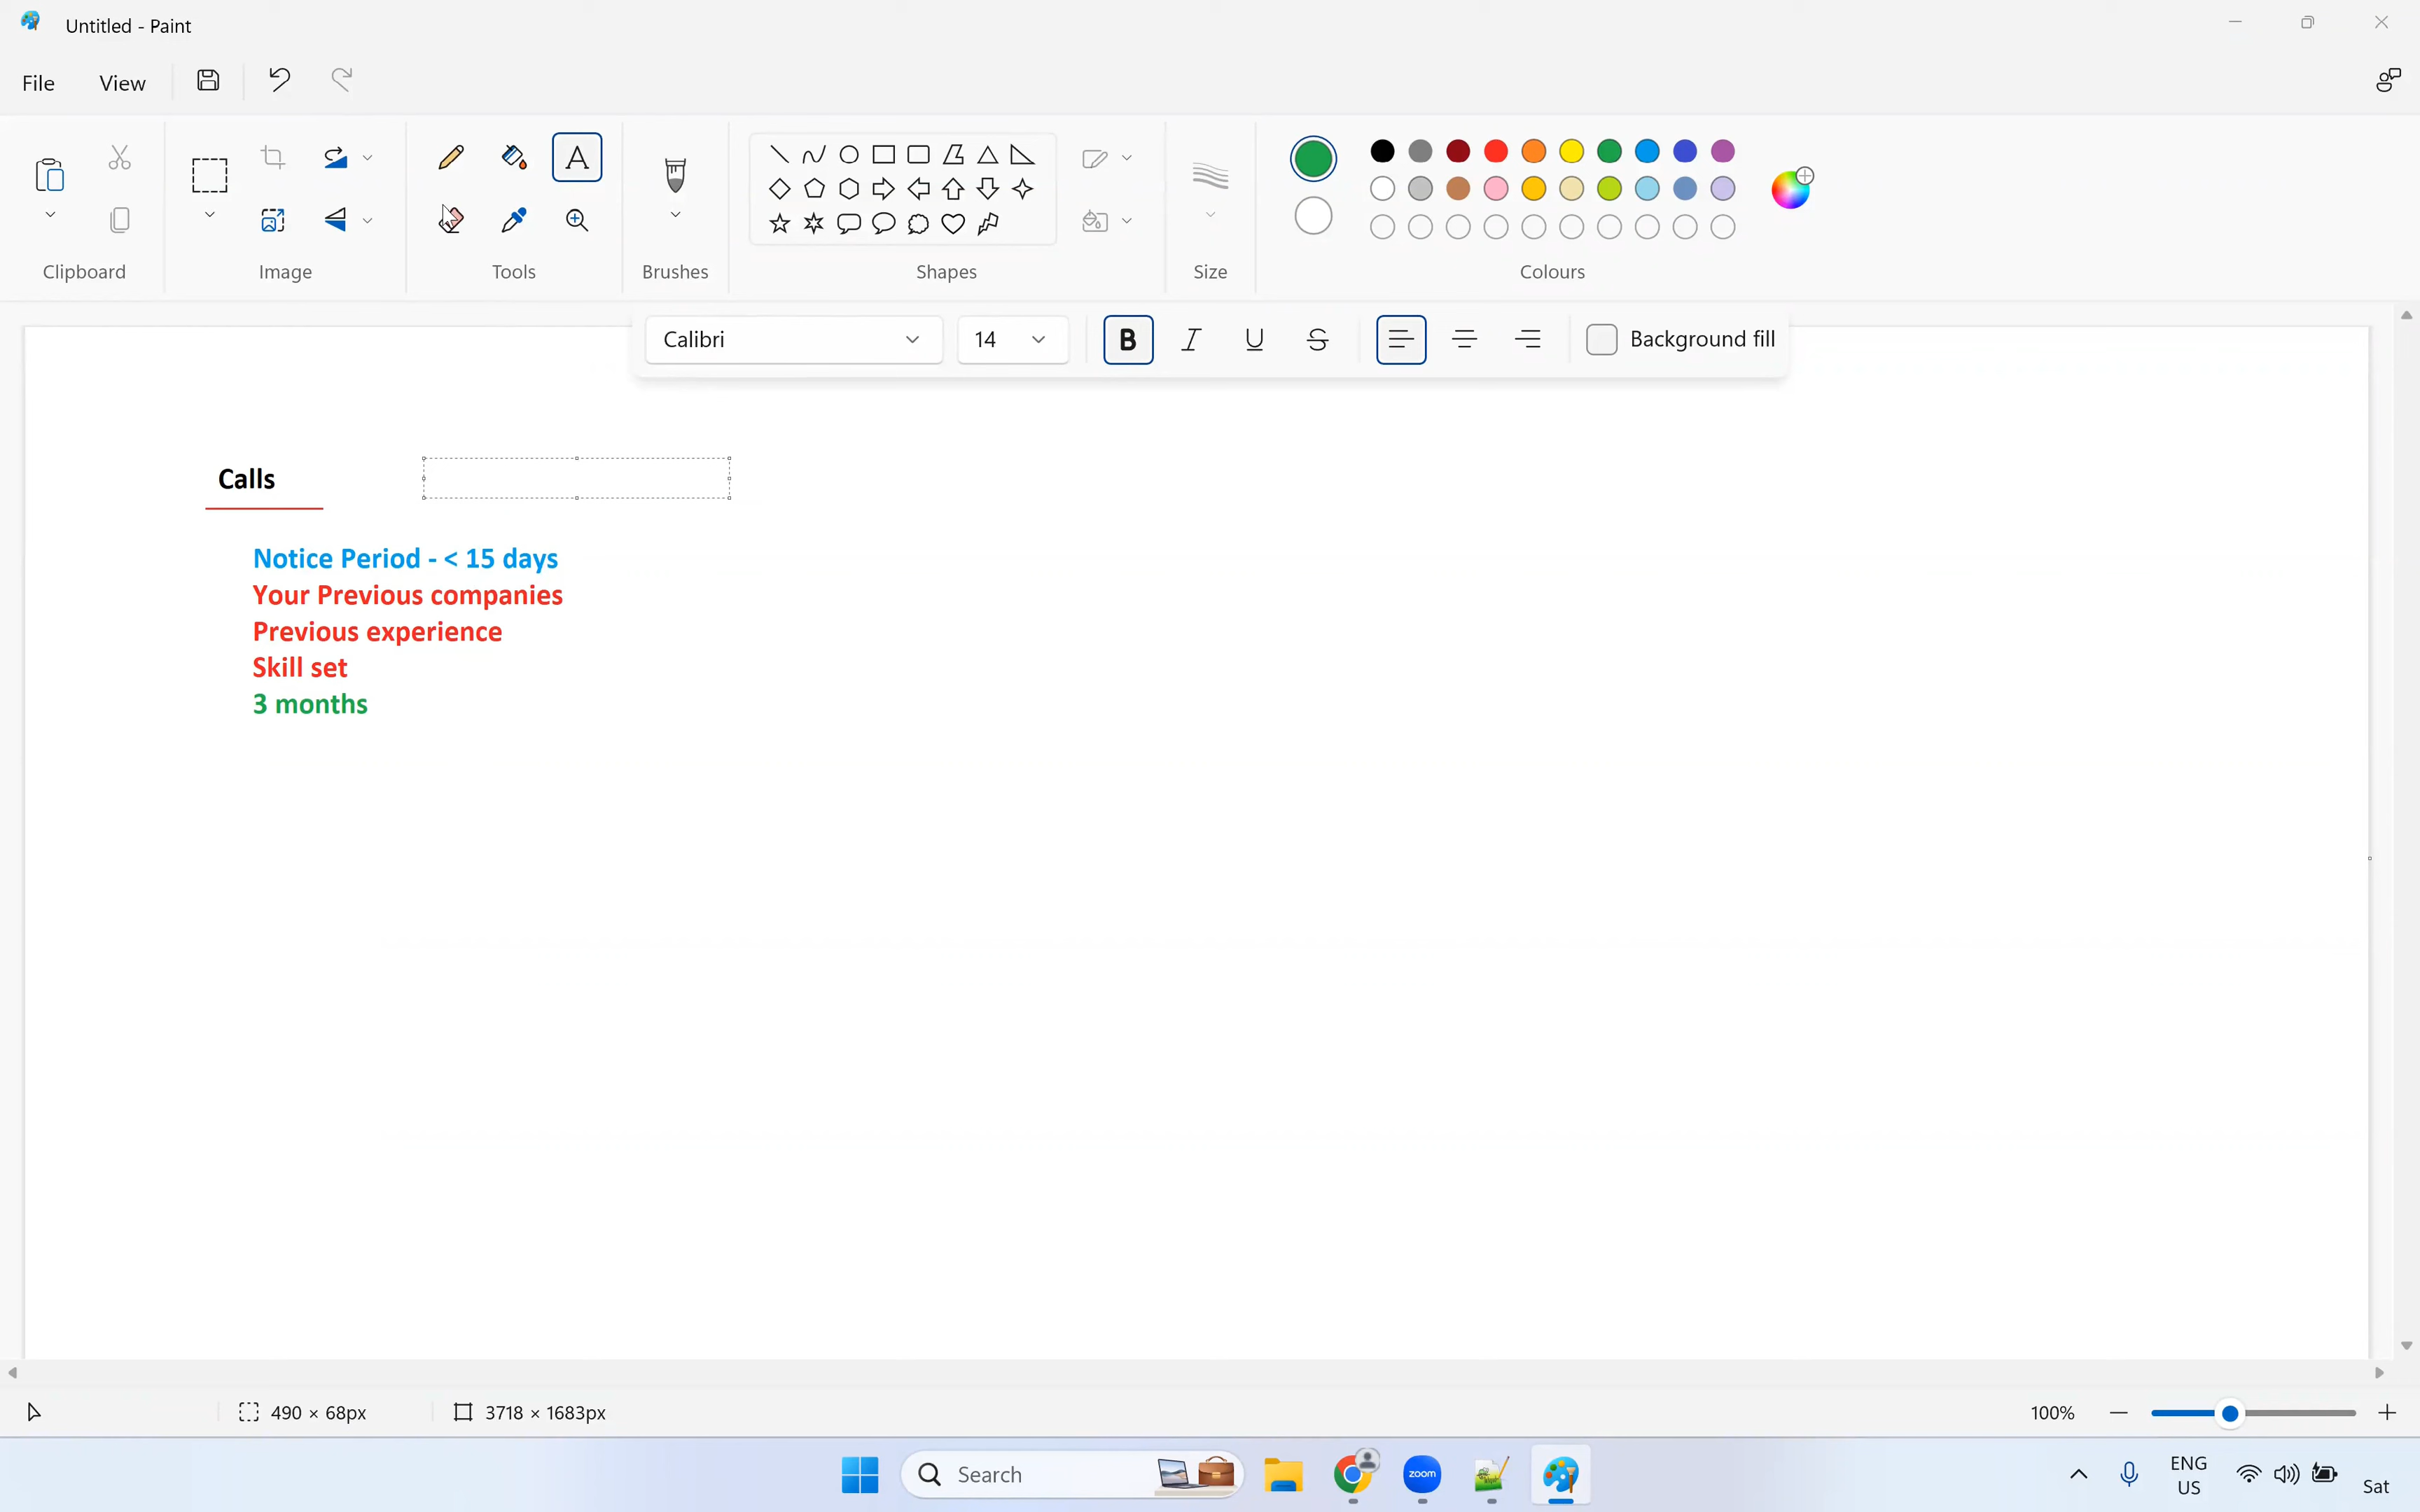 Untitled - Paint
File View
Clipboard Image Tools Brushes Shapes Size Colours
Calibri 14 B I U S Background fill
Calls
Notice Period - < 15 days
Your Previous companies
Previous experience
Skill set
3 months
490 × 68px 3718 × 1683px 100%
Search zoom ENG
US
Sat